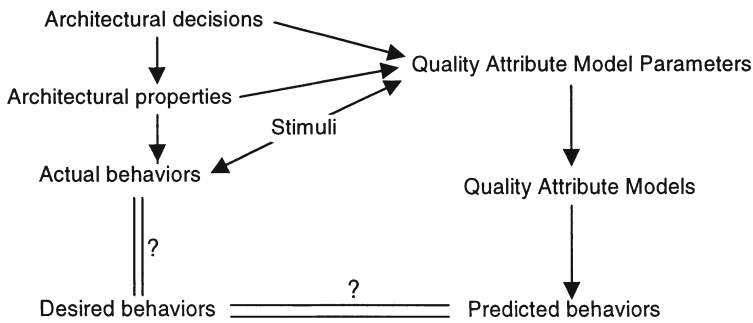 Architectural decisions
Quality Attribute Model Parameters
Architectural properties
Stimuli
Actual behaviors
Quality Attribute Models
?
?
Desired behaviors
Predicted behaviors